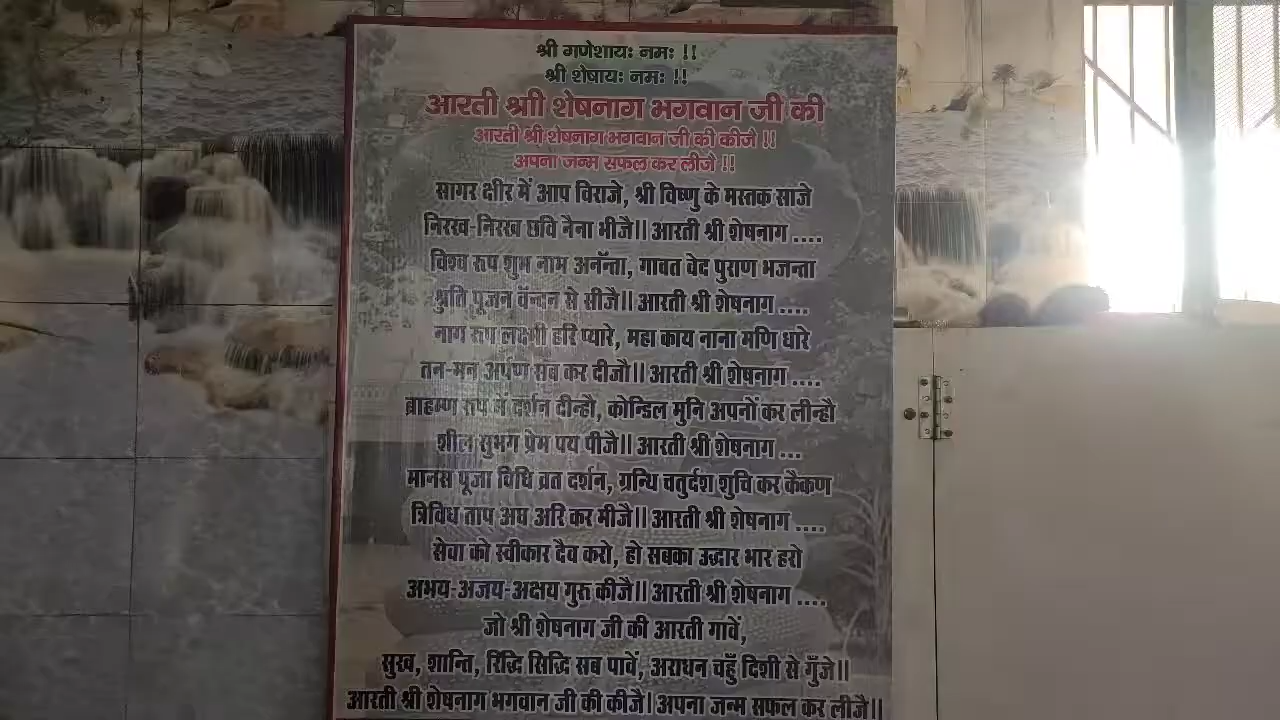 श्री गणेशायः नमः !!
श्री शेषायः नमः !!
आरती श्री शेषनाग भगवान जी की
आरती श्री शेषनाग भगवान जी की कीजै !!
अपना जन्म सफल कर लीजै !!
सागर क्षीर में आप विराजे, श्री विष्णु के मस्तक साजे
निरख-निरख छवि नैना भीजै॥ आरती श्री शेषनाग ....
विश्व रूप शुभ नाम अनॅन्ता, गावत वेद पुराण भजन्ता
श्रुति पूजन वॅन्दन से सीजै॥ आरती श्री शेषनाग ....
नाग रूप लक्ष्मी हरि प्यारे, महा काय नाना मणि धारे
तन-मन अर्पण सब कर दीजौ॥ आरती श्री शेषनाग ....
ब्राहम्ण रूप में दर्शन दीन्हौ, कोन्डिल मुनि अपनों कर लीन्हौ
शील सुभग प्रेम पय पीजै॥ आरती श्री शेषनाग ...
मानस पूजा विधि व्रत दर्शन, ग्रन्थि चतुर्दश शुचि कर कैंकण
त्रिविध ताप अघ अरि कर मीजै॥ आरती श्री शेषनाग ....
सेवा को स्वीकार दैव करो, हो सबका उद्धार भार हरो
अभय-अजय-अक्षय गुरू कीजै॥ आरती श्री शेषनाग ....
जो श्री शेषनाग जी की आरती गावें,
सुख, शान्ति, रिद्धि सिद्धि सब पावें, अराधन चहुँ दिशी से गुँजे॥
आरती श्री शेषनाग भगवान जी की कीजै। अपना जन्म सफल कर लीजै॥